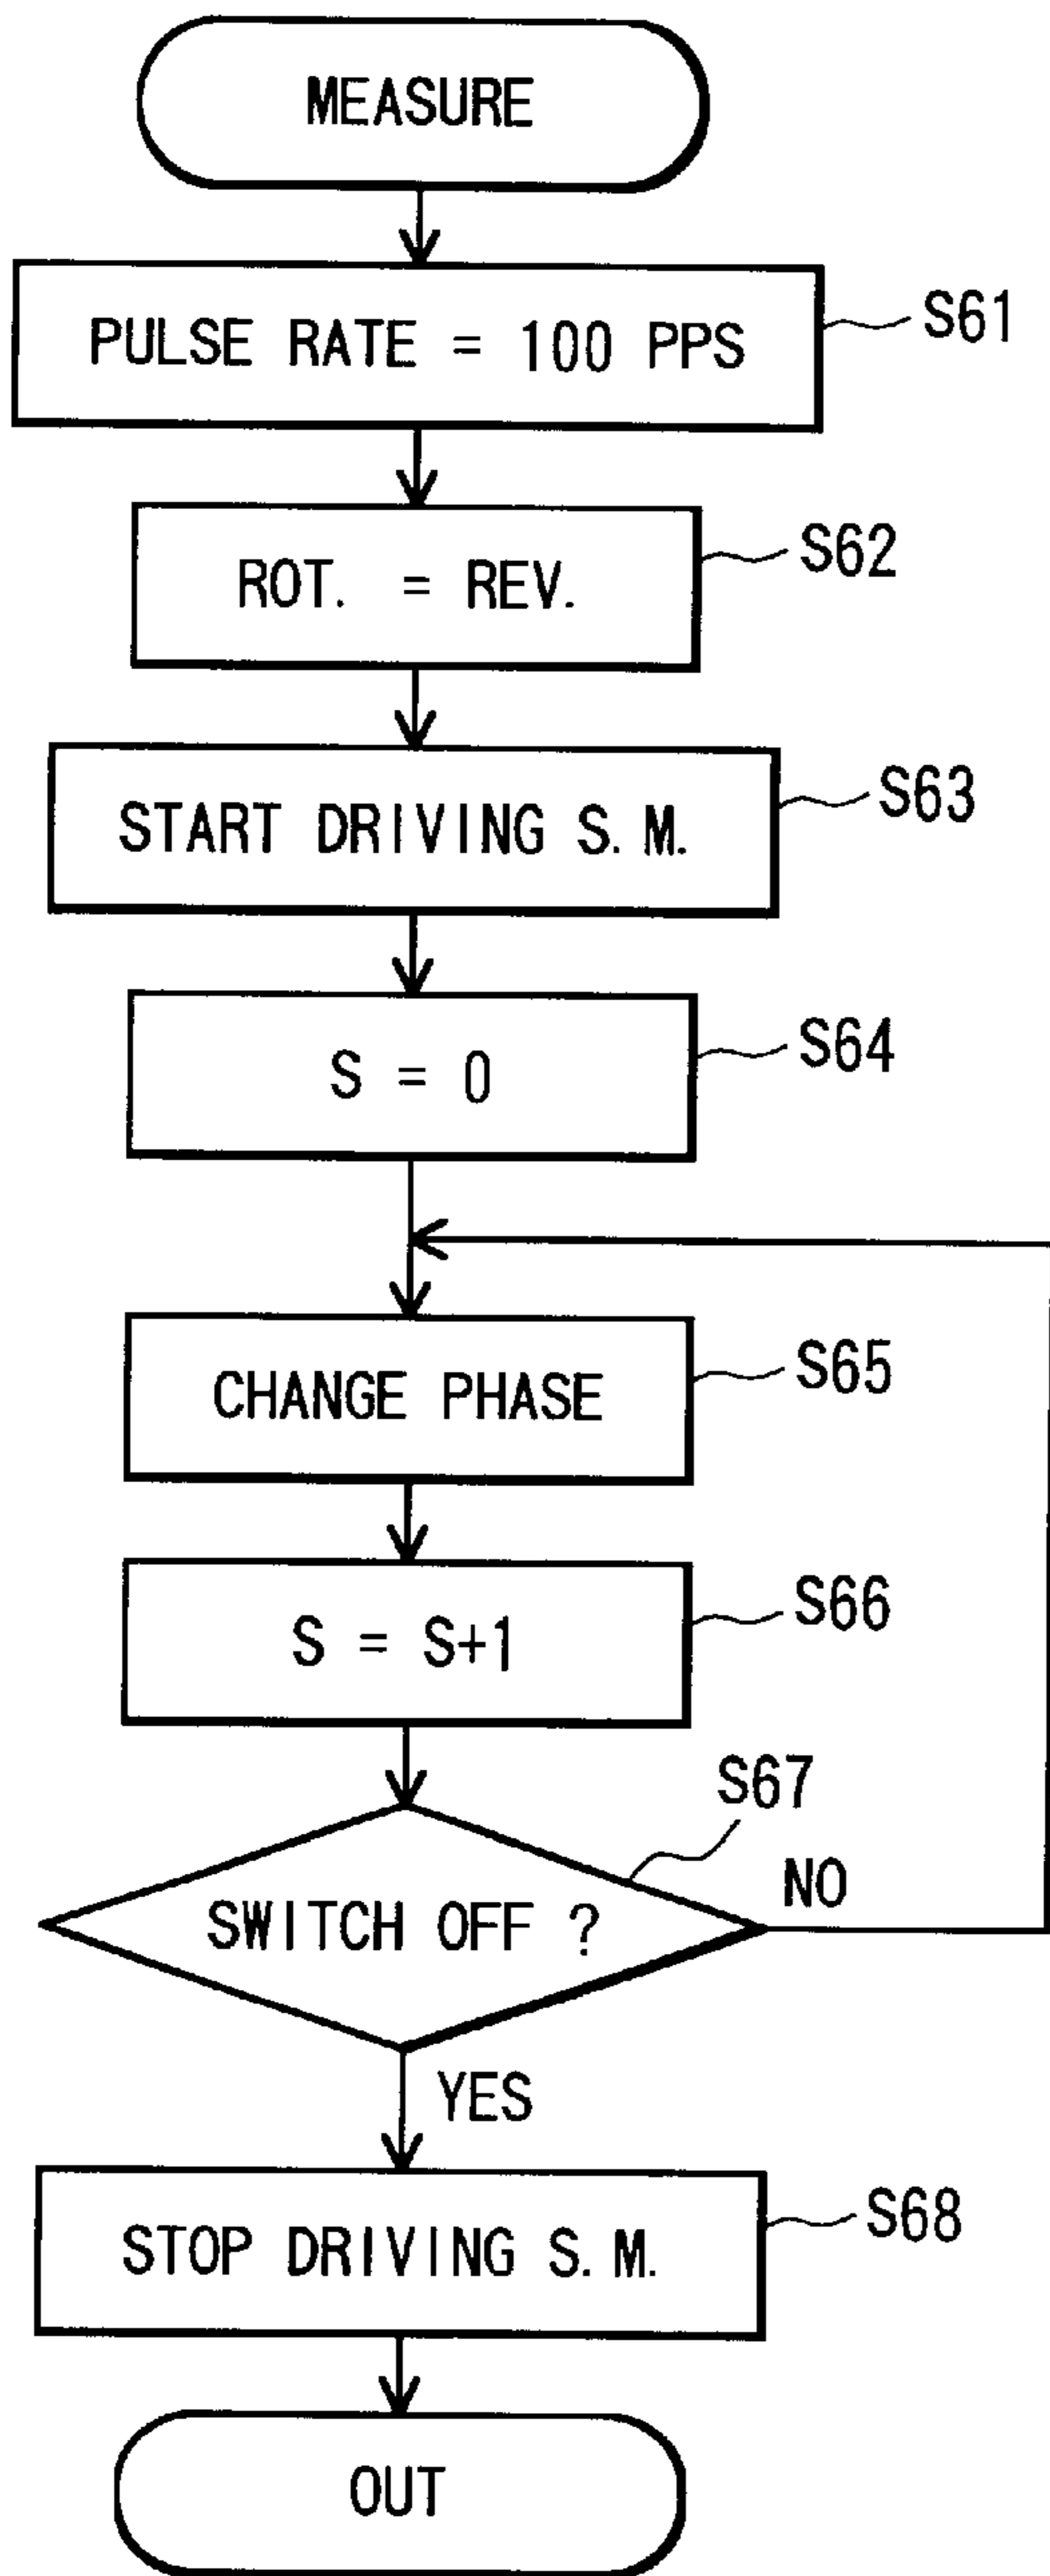 MEASURE
PULSE RATE = 100 PPS
S61
ROT. = REV.
S62
START DRIVING S. M.
S63
S = 0
S64
CHANGE PHASE
S65
S = S+1
S66
S67
SWITCH OFF ?
NO
YES
STOP DRIVING S. M.
S68
OUT